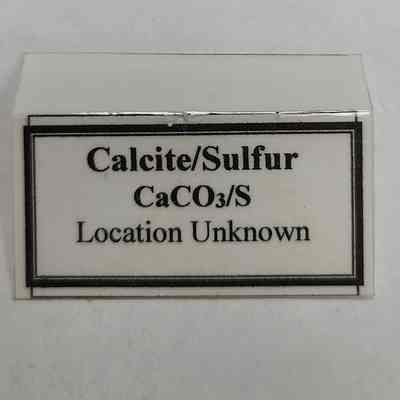 Calcite/Sulfur
CaCO₃/S
Location Unknown